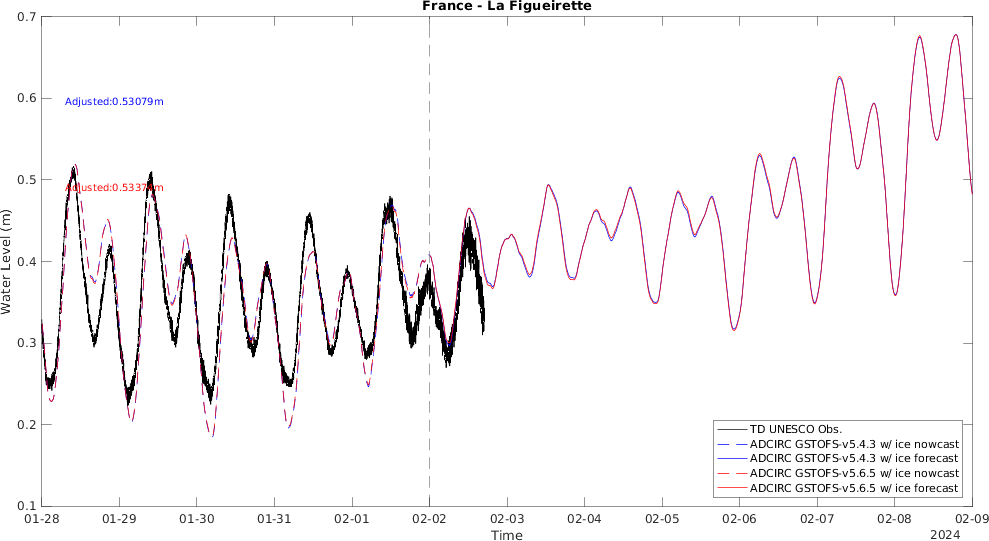 France - La Figueirette
0.7
0.6
0.5
0.4
0.3
0.2
0.1
Water Level (m)
Adjusted:0.53079m
01-28
01-29
01-30
01-31
02-01
02-02
02-03
02-04
02-05
02-06
02-07
02-08
02-09
Time
2024
TD UNESCO Obs.
ADCIRC GSTOFS-v5.4.3 w/ ice nowcast
ADCIRC GSTOFS-v5.4.3 w/ ice forecast
ADCIRC GSTOFS-v5.6.5 w/ ice nowcast
ADCIRC GSTOFS-v5.6.5 w/ ice forecast